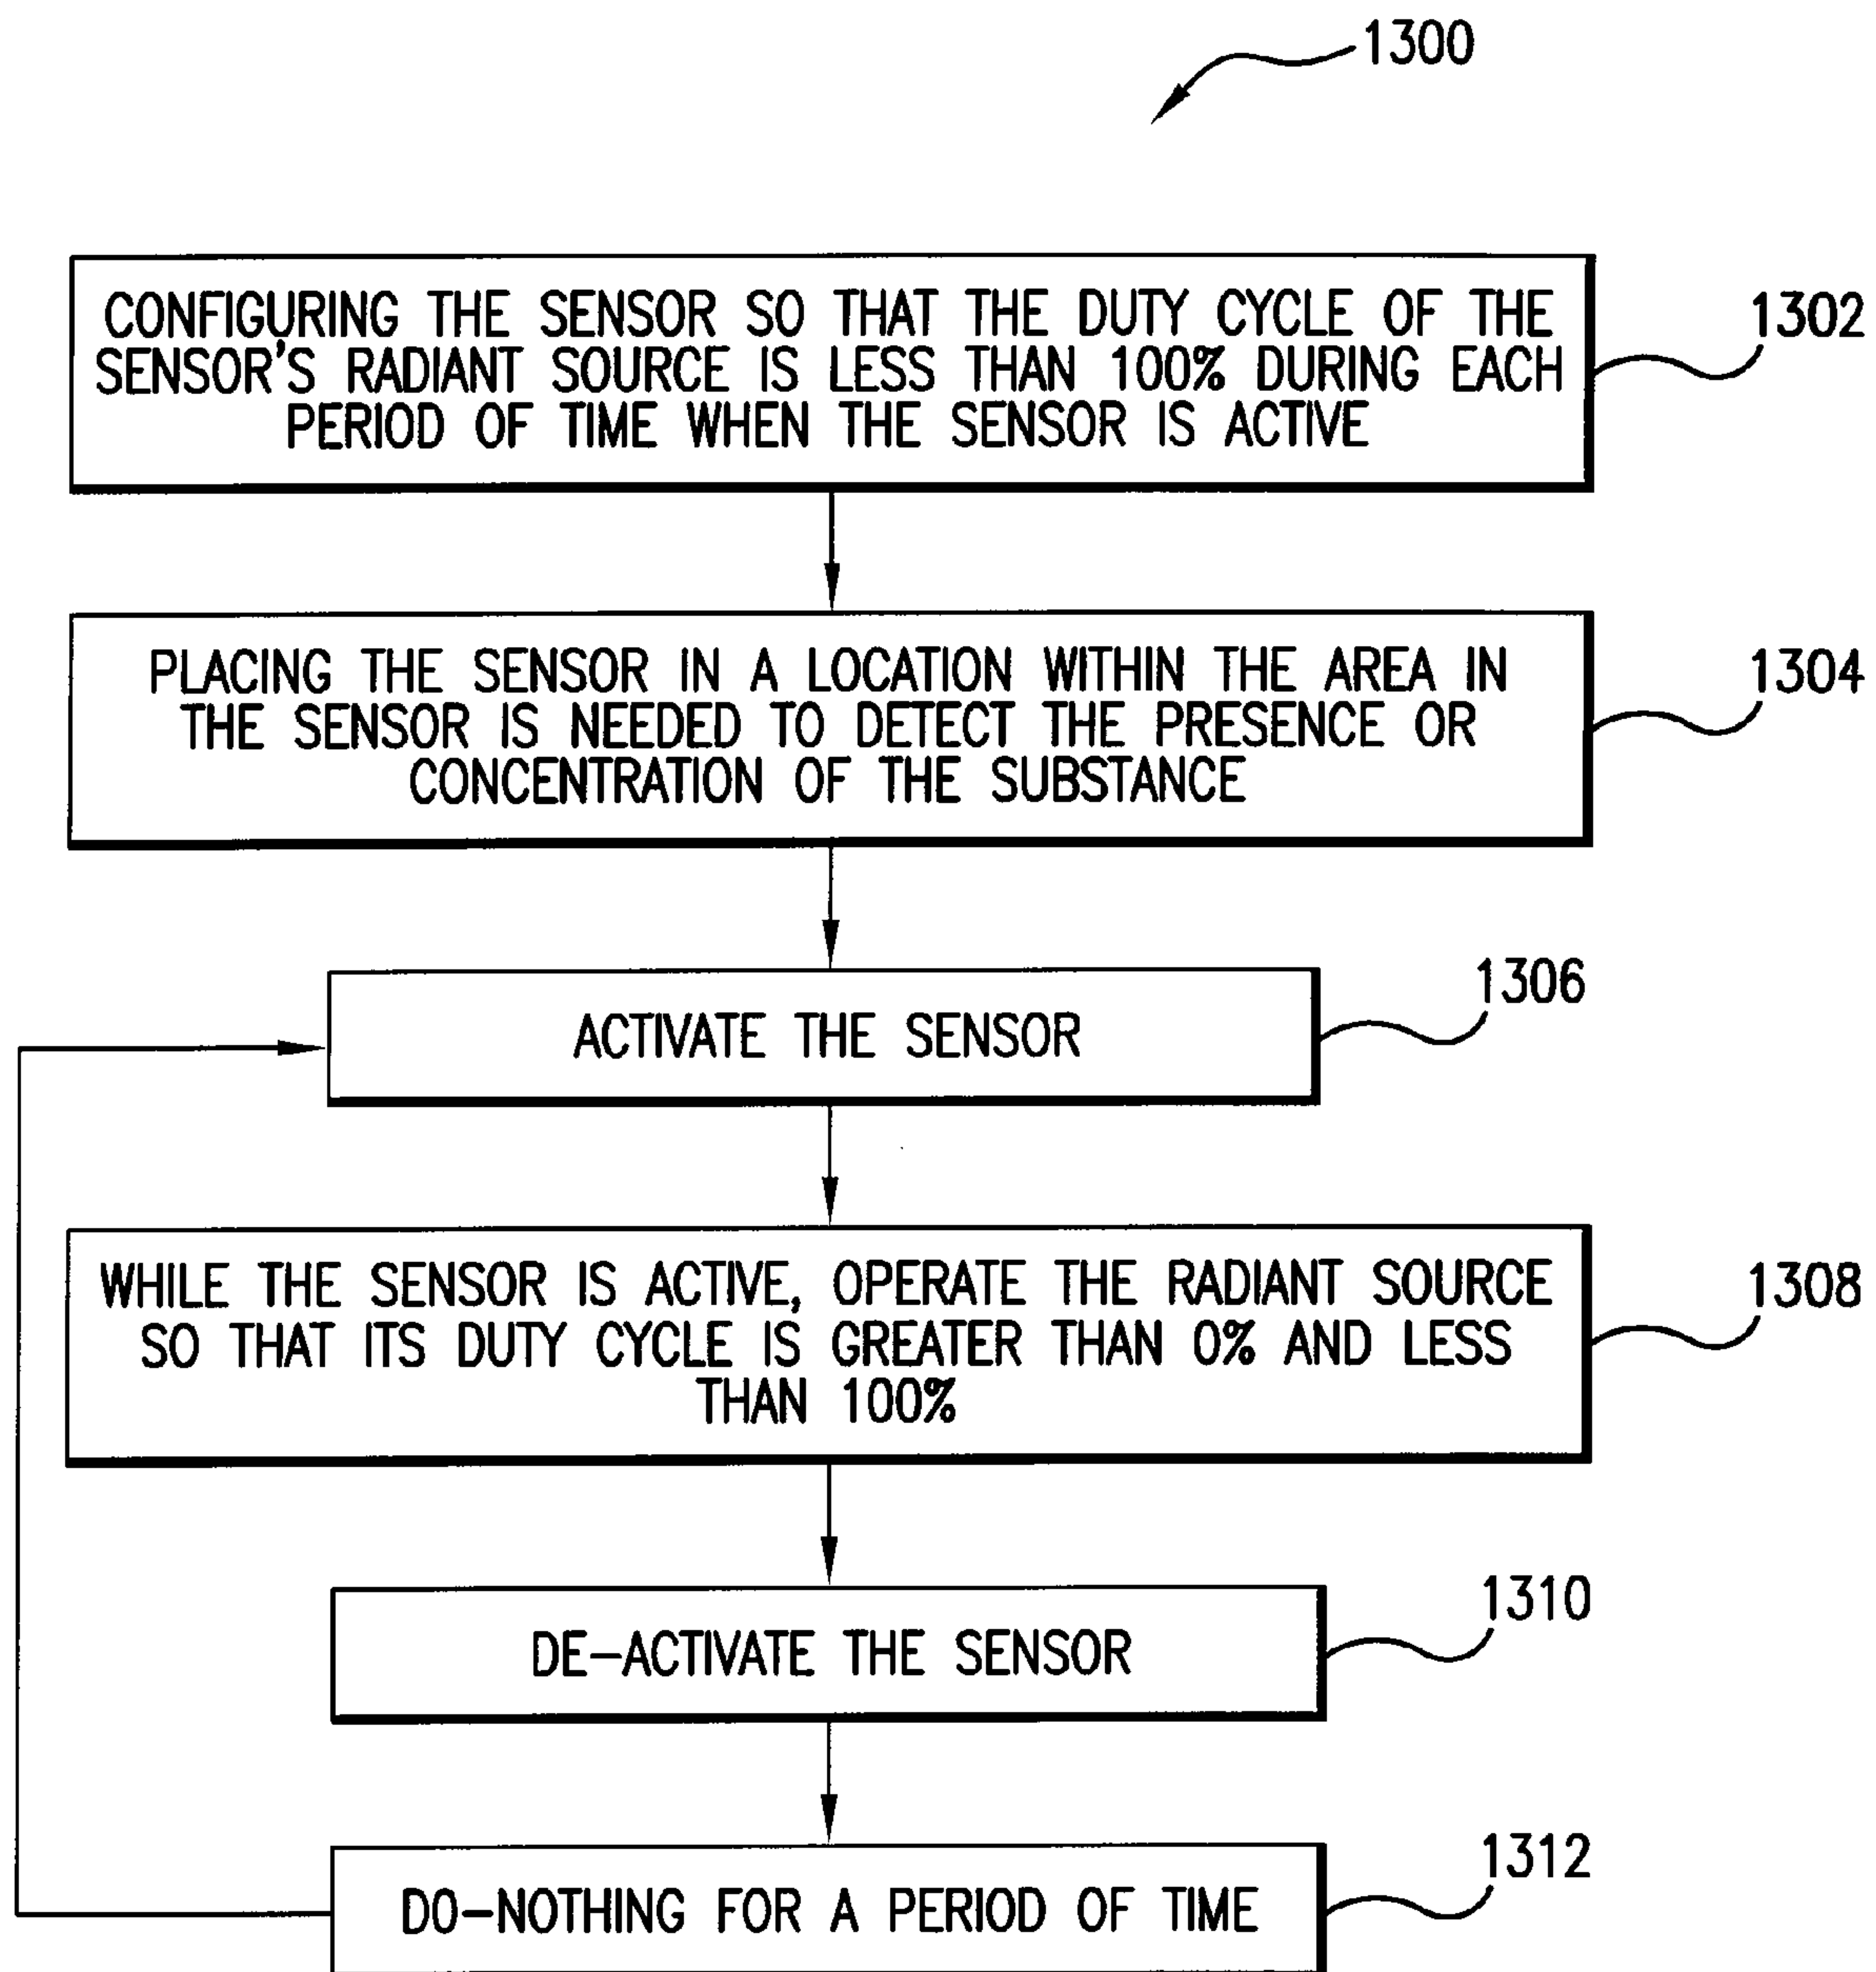 1300
CONFIGURING THE SENSOR SO THAT THE DUTY CYCLE OF THE
SENSOR'S RADIANT SOURCE IS LESS THAN 100% DURING EACH
PERIOD OF TIME WHEN THE SENSOR IS ACTIVE
1302
PLACING THE SENSOR IN A LOCATION WITHIN THE AREA IN
THE SENSOR IS NEEDED TO DETECT THE PRESENCE OR
CONCENTRATION OF THE SUBSTANCE
1304
ACTIVATE THE SENSOR
1306
WHILE THE SENSOR IS ACTIVE, OPERATE THE RADIANT SOURCE
SO THAT ITS DUTY CYCLE IS GREATER THAN 0% AND LESS
THAN 100%
1308
DE-ACTIVATE THE SENSOR
1310
DO-NOTHING FOR A PERIOD OF TIME
1312